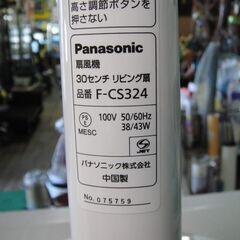 高さ調節ボタンを
押さない
Panasonic
扇風機
30センチ リビング扇
品番 F-CS324
PS
E
MESC
100V 50/60Hz
38/43W
JET
パナソニック株式会社
中国製
No. 075759